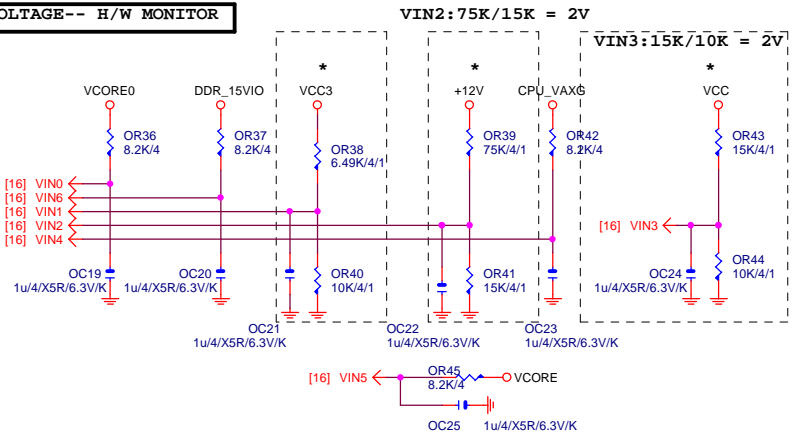 OLTAGE-- H/W MONITOR
VIN2:75K/15K = 2V
VIN3:15K/10K = 2V
*
*
*
VCORE0
DDR_15VIO
VCC3
+12V
CPU_VAXG
VCC
OR36
8.2K/4
OR37
8.2K/4
OR38
6.49K/4/1
OR39
75K/4/1
OR42
8.2K/4
OR43
15K/4/1
[16] VIN0
[16] VIN6
[16] VIN1
[16] VIN2
[16] VIN4
[16] VIN3
OC19
1u/4/X5R/6.3V/K
OC20
1u/4/X5R/6.3V/K
OR40
10K/4/1
OR41
15K/4/1
OC24
1u/4/X5R/6.3V/K
OR44
10K/4/1
OC21
1u/4/X5R/6.3V/K
OC22
1u/4/X5R/6.3V/K
OC23
1u/4/X5R/6.3V/K
[16] VIN5
OR45
8.2K/4
VCORE
OC25
1u/4/X5R/6.3V/K